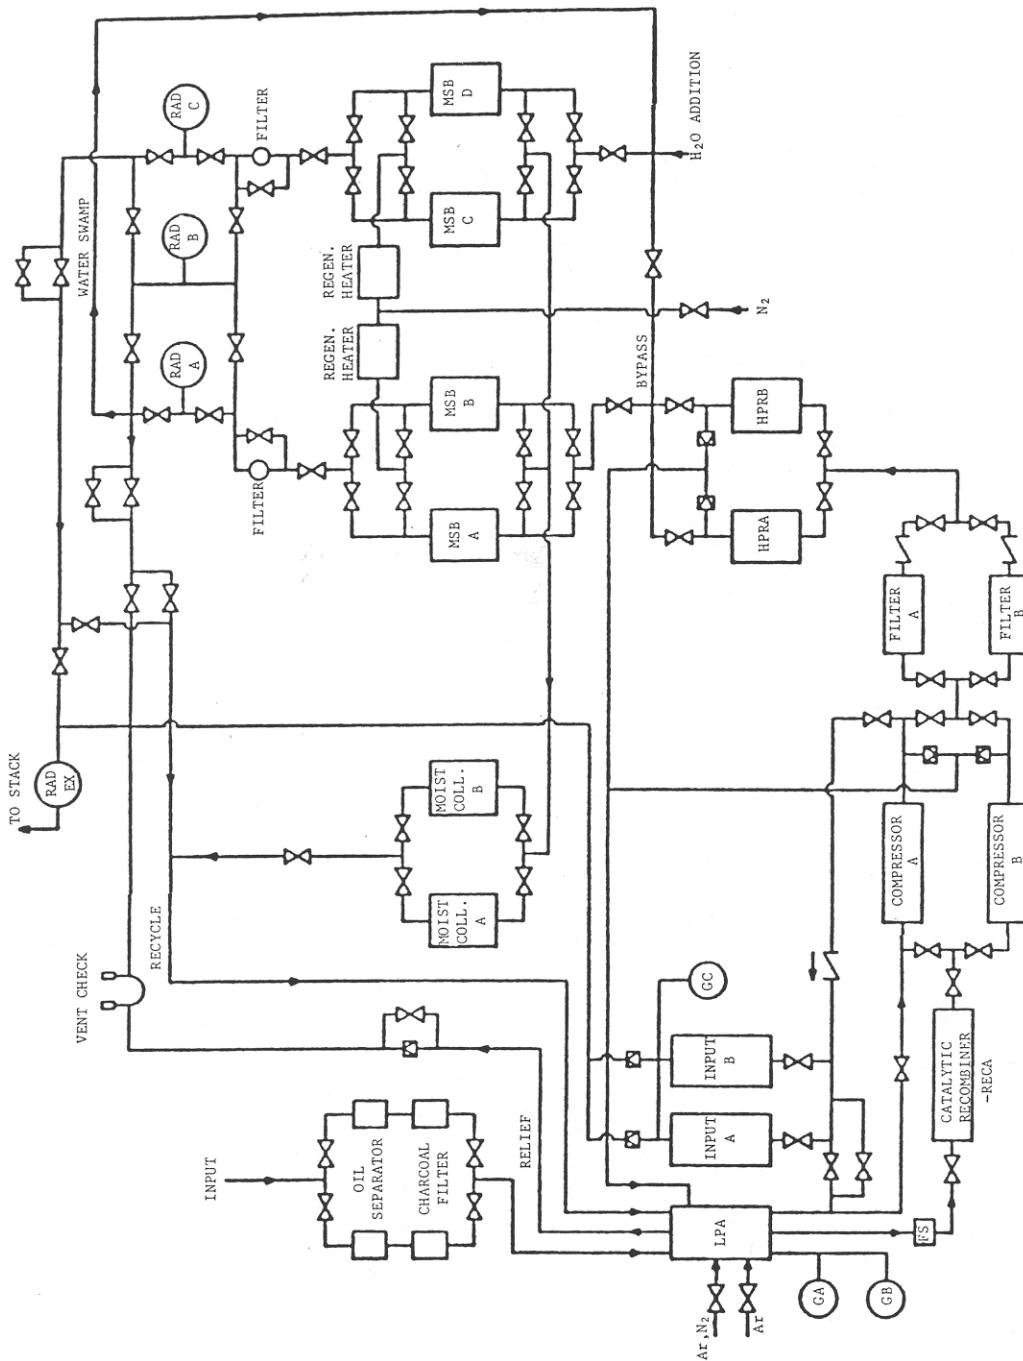 TO STACK
RAD
EX
VENT CHECK
RECYCLE
WATER SWAMP
RAD
A
RAD
B
RAD
C
FILTER
FILTER
MSB
A
MSB
B
MSB
C
MSB
D
REGEN.
HEATER
REGEN.
HEATER
N2
H2O ADDITION
BYPASS
HPRA
HPRB
MOIST
COLL.
A
MOIST
COLL.
B
INPUT
OIL
SEPARATOR
CHARCOAL
FILTER
RELIEF
LPA
Ar,N2
Ar
GA
GB
FS
INPUT
A
INPUT
B
GC
CATALYTIC
RECOMBINER
-RECA
COMPRESSOR
A
COMPRESSOR
B
FILTER
A
FILTER
B